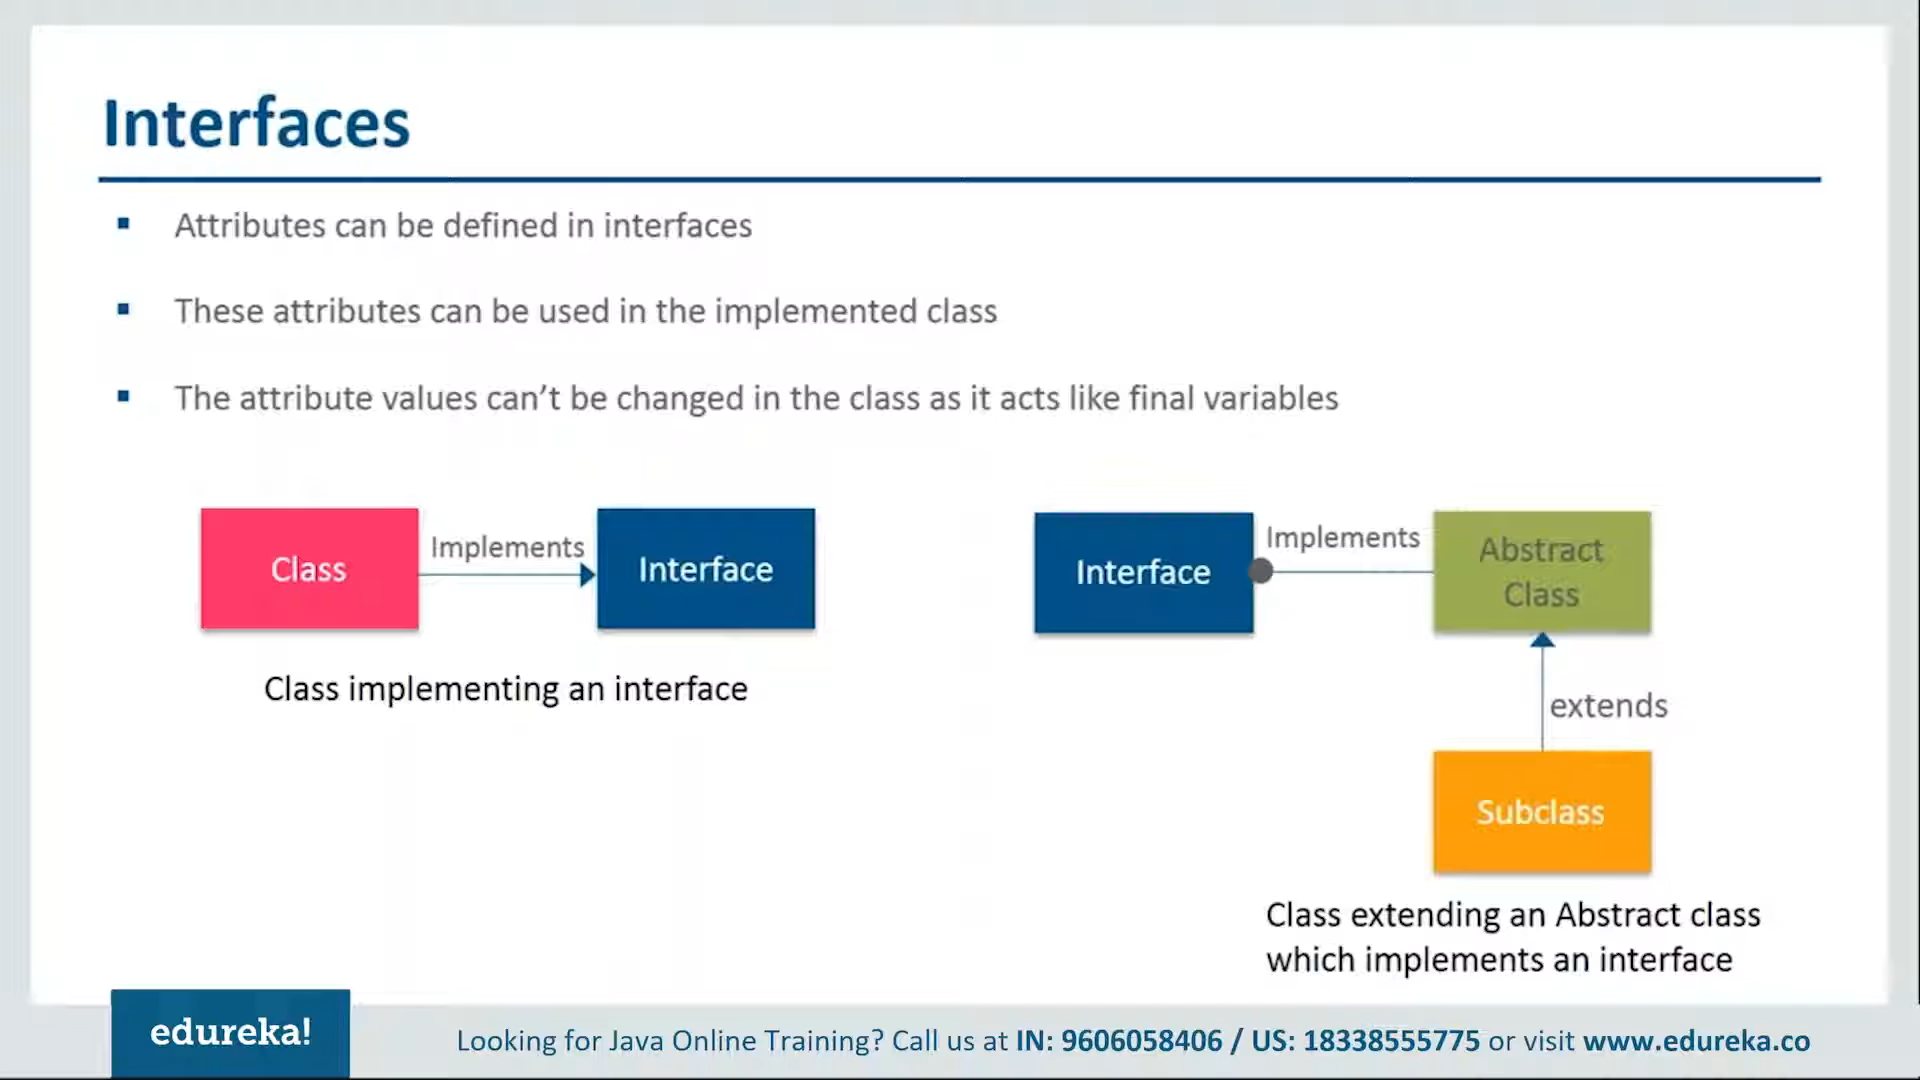 Interfaces
Attributes can be defined in interfaces
These attributes can be used in the implemented class
The attribute values can’t be changed in the class as it acts like final variables
Class
Implements
Interface
Class implementing an interface
Interface
Implements
Abstract
Class
extends
Subclass
Class extending an Abstract class
which implements an interface
edureka!
Looking for Java Online Training? Call us at IN: 9606058406 / US: 18338555775 or visit www.edureka.co